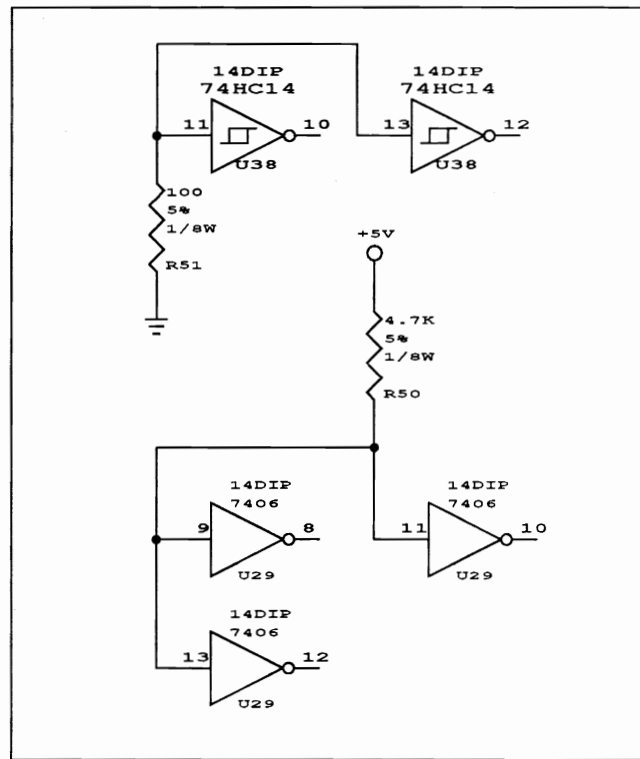 14DIP
74HC14
11
10
U38
14DIP
74HC14
13
12
U38
100
5%
1/8W
R51
+5V
4.7K
5%
1/8W
R50
14DIP
7406
9
8
U29
14DIP
7406
11
10
U29
14DIP
7406
13
12
U29